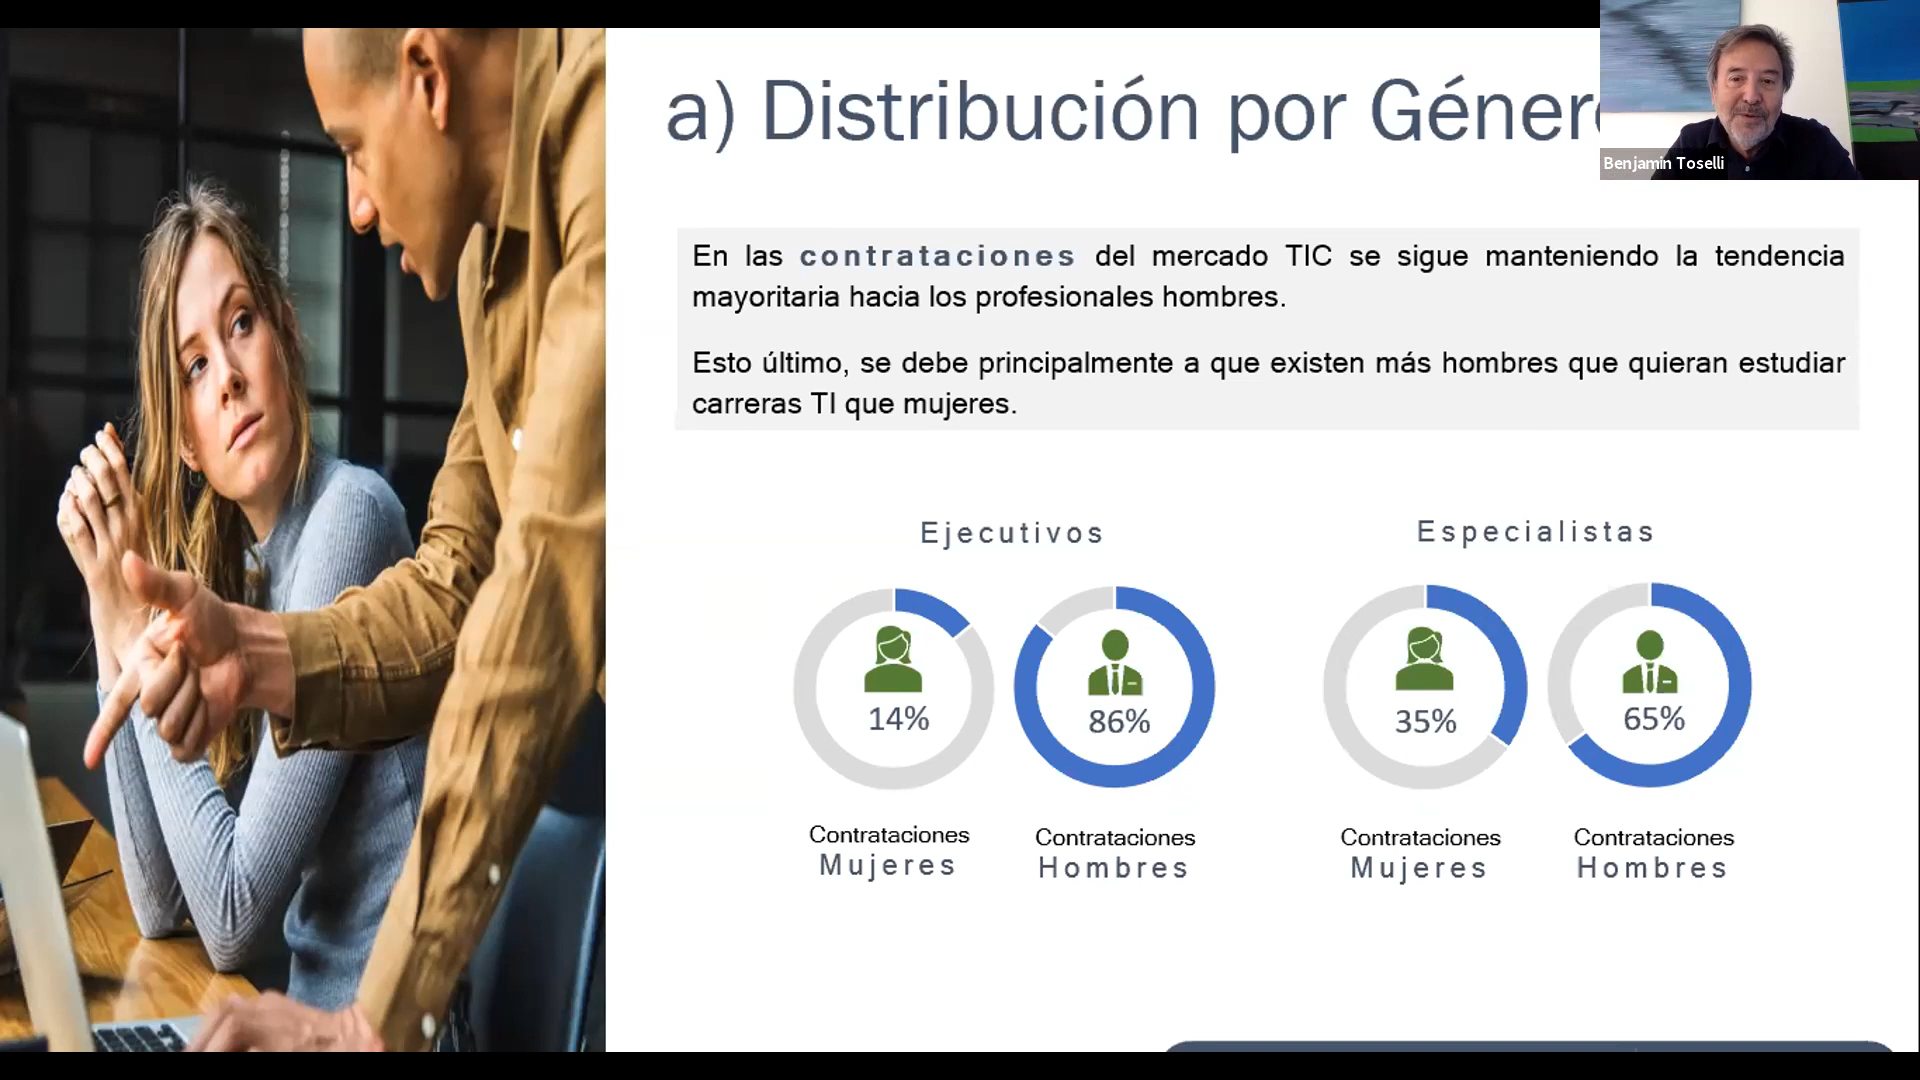 a) Distribución por Géner
Benjamin Toselli
En las contrataciones del mercado TIC se sigue manteniendo la tendencia
mayoritaria hacia los profesionales hombres.
Esto último, se debe principalmente a que existen más hombres que quieran estudiar
carreras TI que mujeres.
Ejecutivos
Especialistas
14%
86%
35%
65%
Contrataciones
Mujeres
Contrataciones
Hombres
Contrataciones
Mujeres
Contrataciones
Hombres